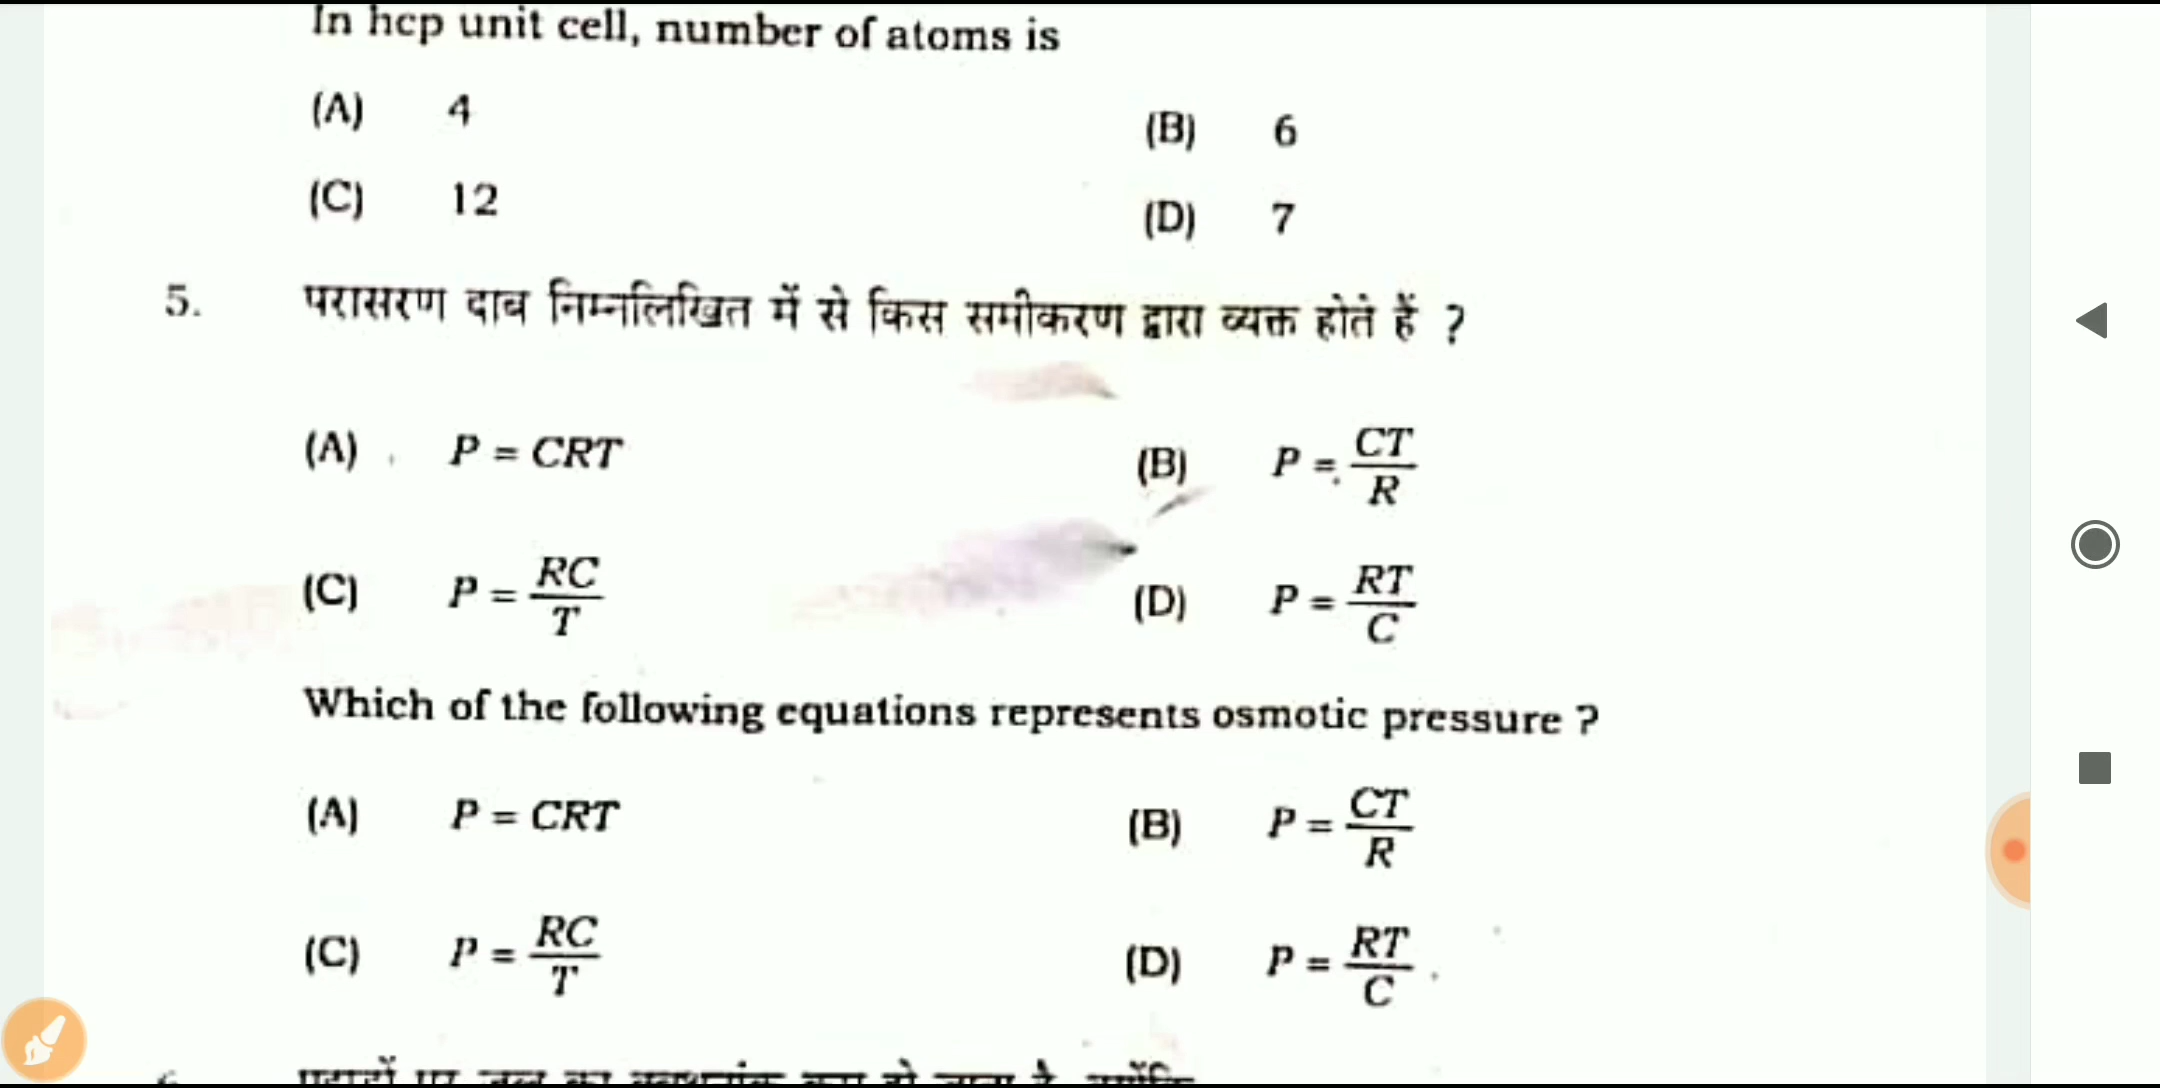 In hcp unit cell, number of atoms is
(A) 4 (B) 6
(C) 12 (D) 7
5. परासरण दाब निम्नलिखित में से किस समीकरण द्वारा व्यक्त होते हैं ?
(A) P = CRT (B) P = CT/R
(C) P = RC/T (D) P = RT/C
Which of the following equations represents osmotic pressure ?
(A) P = CRT (B) P = CT/R
(C) P = RC/T (D) P = RT/C .